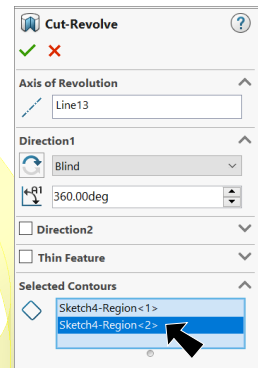 Cut-Revolve
?
Axis of Revolution
Line13
Direction1
Blind
A1
360.00deg
Direction2
Thin Feature
Selected Contours
Sketch4-Region<1>
Sketch4-Region<2>